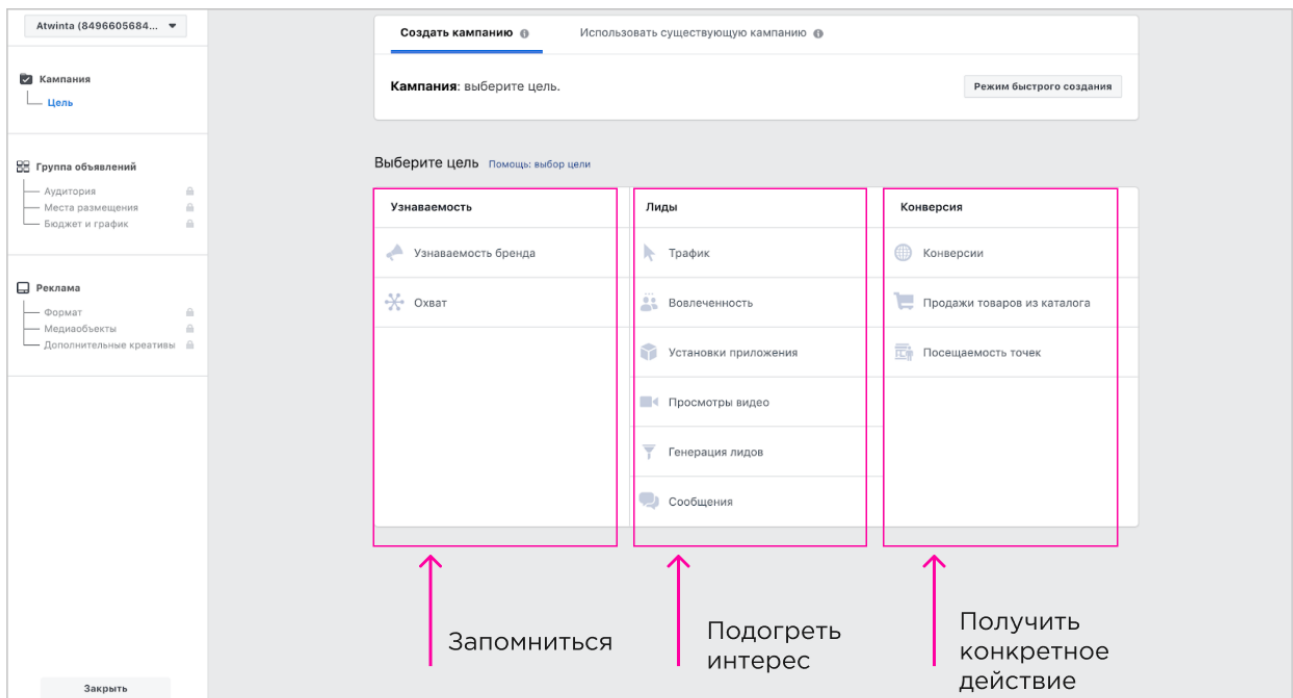 Atwinta (8496605684...
Кампания
Цель
Группа объявлений
Аудитория
Места размещения
Бюджет и график
Реклама
Формат
Медиаобъекты
Дополнительные креативы
Закрыть
Создать кампанию
Использовать существующую кампанию
Кампания: выберите цель.
Режим быстрого создания
Выберите цель Помощь: выбор цели
Узнаваемость
Узнаваемость бренда
Охват
Лиды
Трафик
Вовлеченность
Установки приложения
Просмотры видео
Генерация лидов
Сообщения
Конверсия
Конверсии
Продажи товаров из каталога
Посещаемость точек
Запомниться
Подогреть
интерес
Получить
конкретное
действие